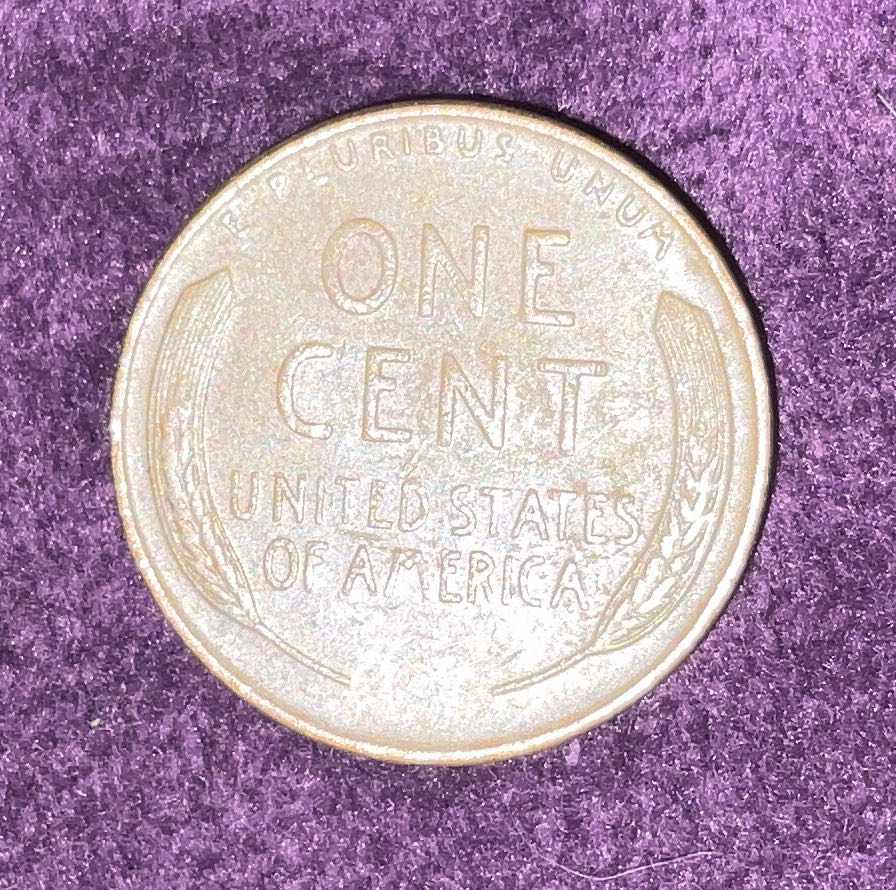 E PLURIBUS UNUM
ONE
CENT
UNITED STATES
OF AMERICA